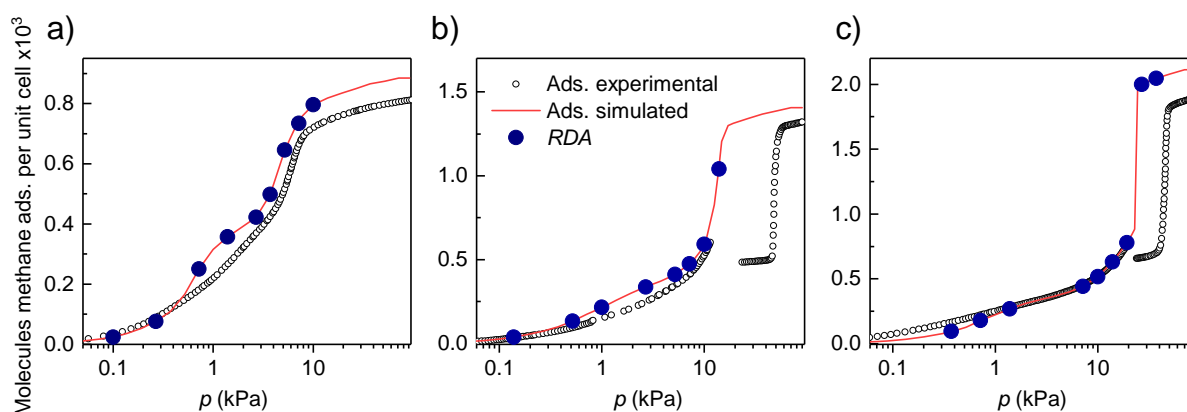 a)
b)
c)
Molecules methane ads. per unit cell x10³
0.8
0.6
0.4
0.2
0.0
0.1
1
10
p (kPa)
Ads. experimental
Ads. simulated
RDA
1.5
1.0
0.5
0.0
0.1
1
10
p (kPa)
2.0
1.5
1.0
0.5
0.0
0.1
1
10
p (kPa)